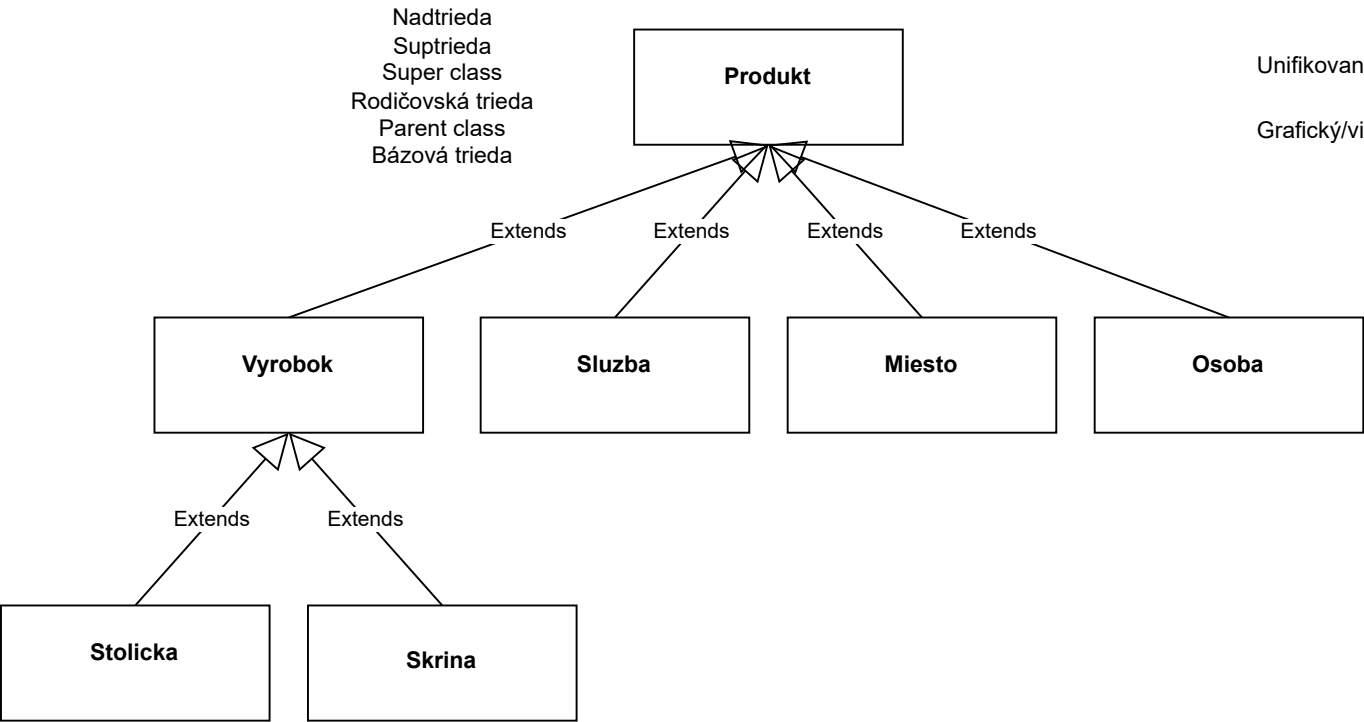 Nadtrieda
Suptrieda
Super class
Rodičovská trieda
Parent class
Bázová trieda
Produkt
Unifikovan
Grafický/vi
Extends
Extends
Extends
Extends
Vyrobok
Sluzba
Miesto
Osoba
Extends
Extends
Stolicka
Skrina